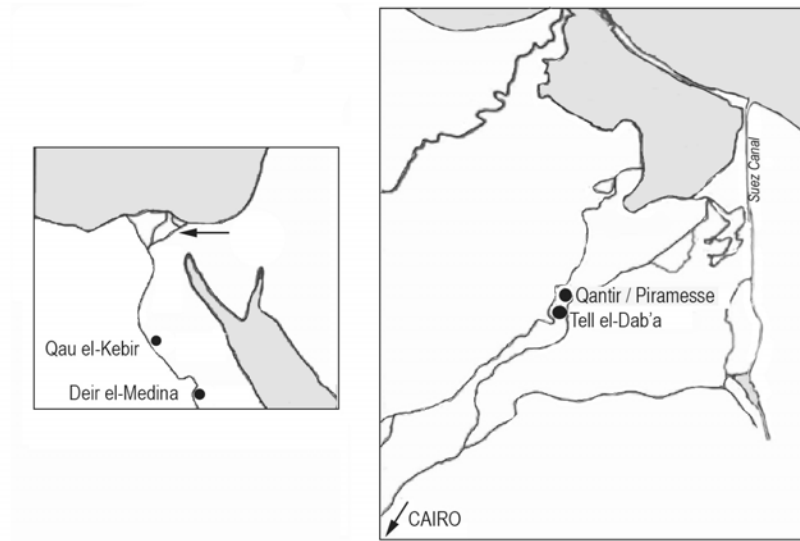 Qau el-Kebir
Deir el-Medina
Suez Canal
Qantir / Piramesse
Tell el-Dab'a
CAIRO